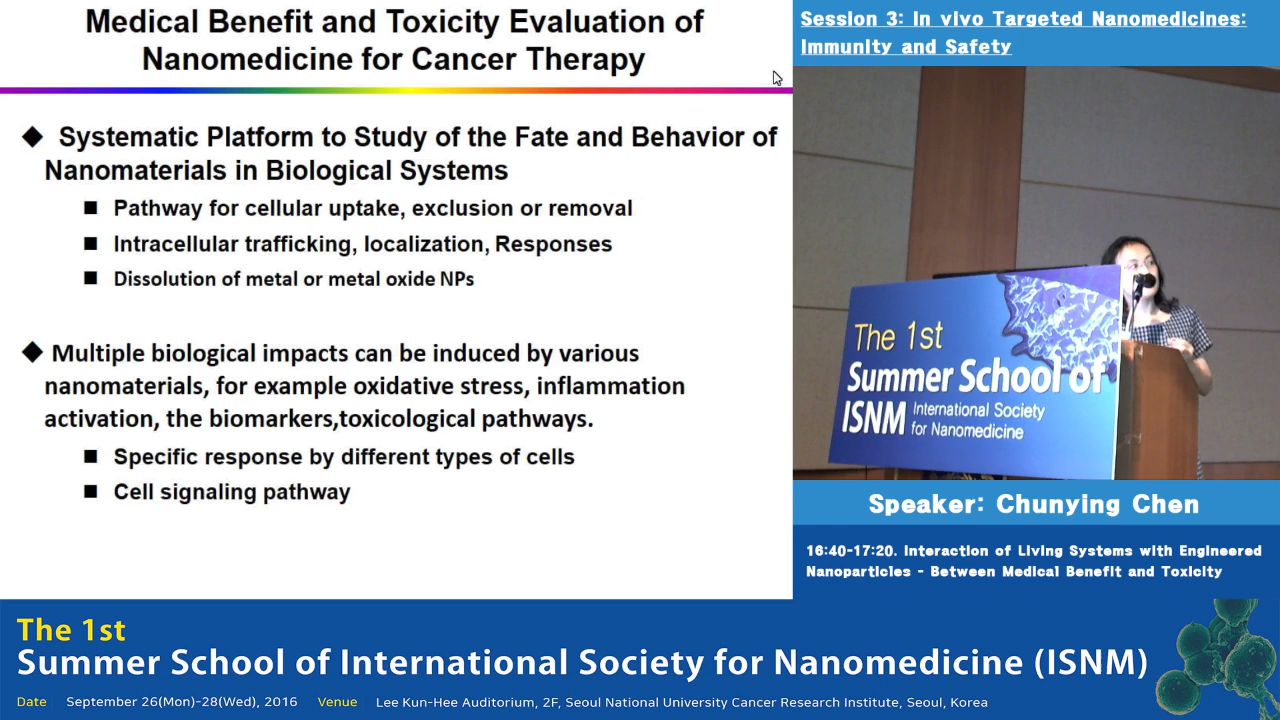 Medical Benefit and Toxicity Evaluation of
Nanomedicine for Cancer Therapy
◆ Systematic Platform to Study of the Fate and Behavior of
Nanomaterials in Biological Systems
■ Pathway for cellular uptake, exclusion or removal
■ Intracellular trafficking, localization, Responses
■ Dissolution of metal or metal oxide NPs
◆ Multiple biological impacts can be induced by various
nanomaterials, for example oxidative stress, inflammation
activation, the biomarkers,toxicological pathways.
■ Specific response by different types of cells
■ Cell signaling pathway
Session 3: In vivo Targeted Nanomedicines:
Immunity and Safety
The 1st
Summer School of
ISNM International Society
for Nanomedicine
Speaker: Chunying Chen
16:40-17:20. Interaction of Living Systems with Engineered
Nanoparticles - Between Medical Benefit and Toxicity
The 1st
Summer School of International Society for Nanomedicine (ISNM)
Date September 26(Mon)-28(Wed), 2016 Venue Lee Kun-Hee Auditorium, 2F, Seoul National University Cancer Research Institute, Seoul, Korea